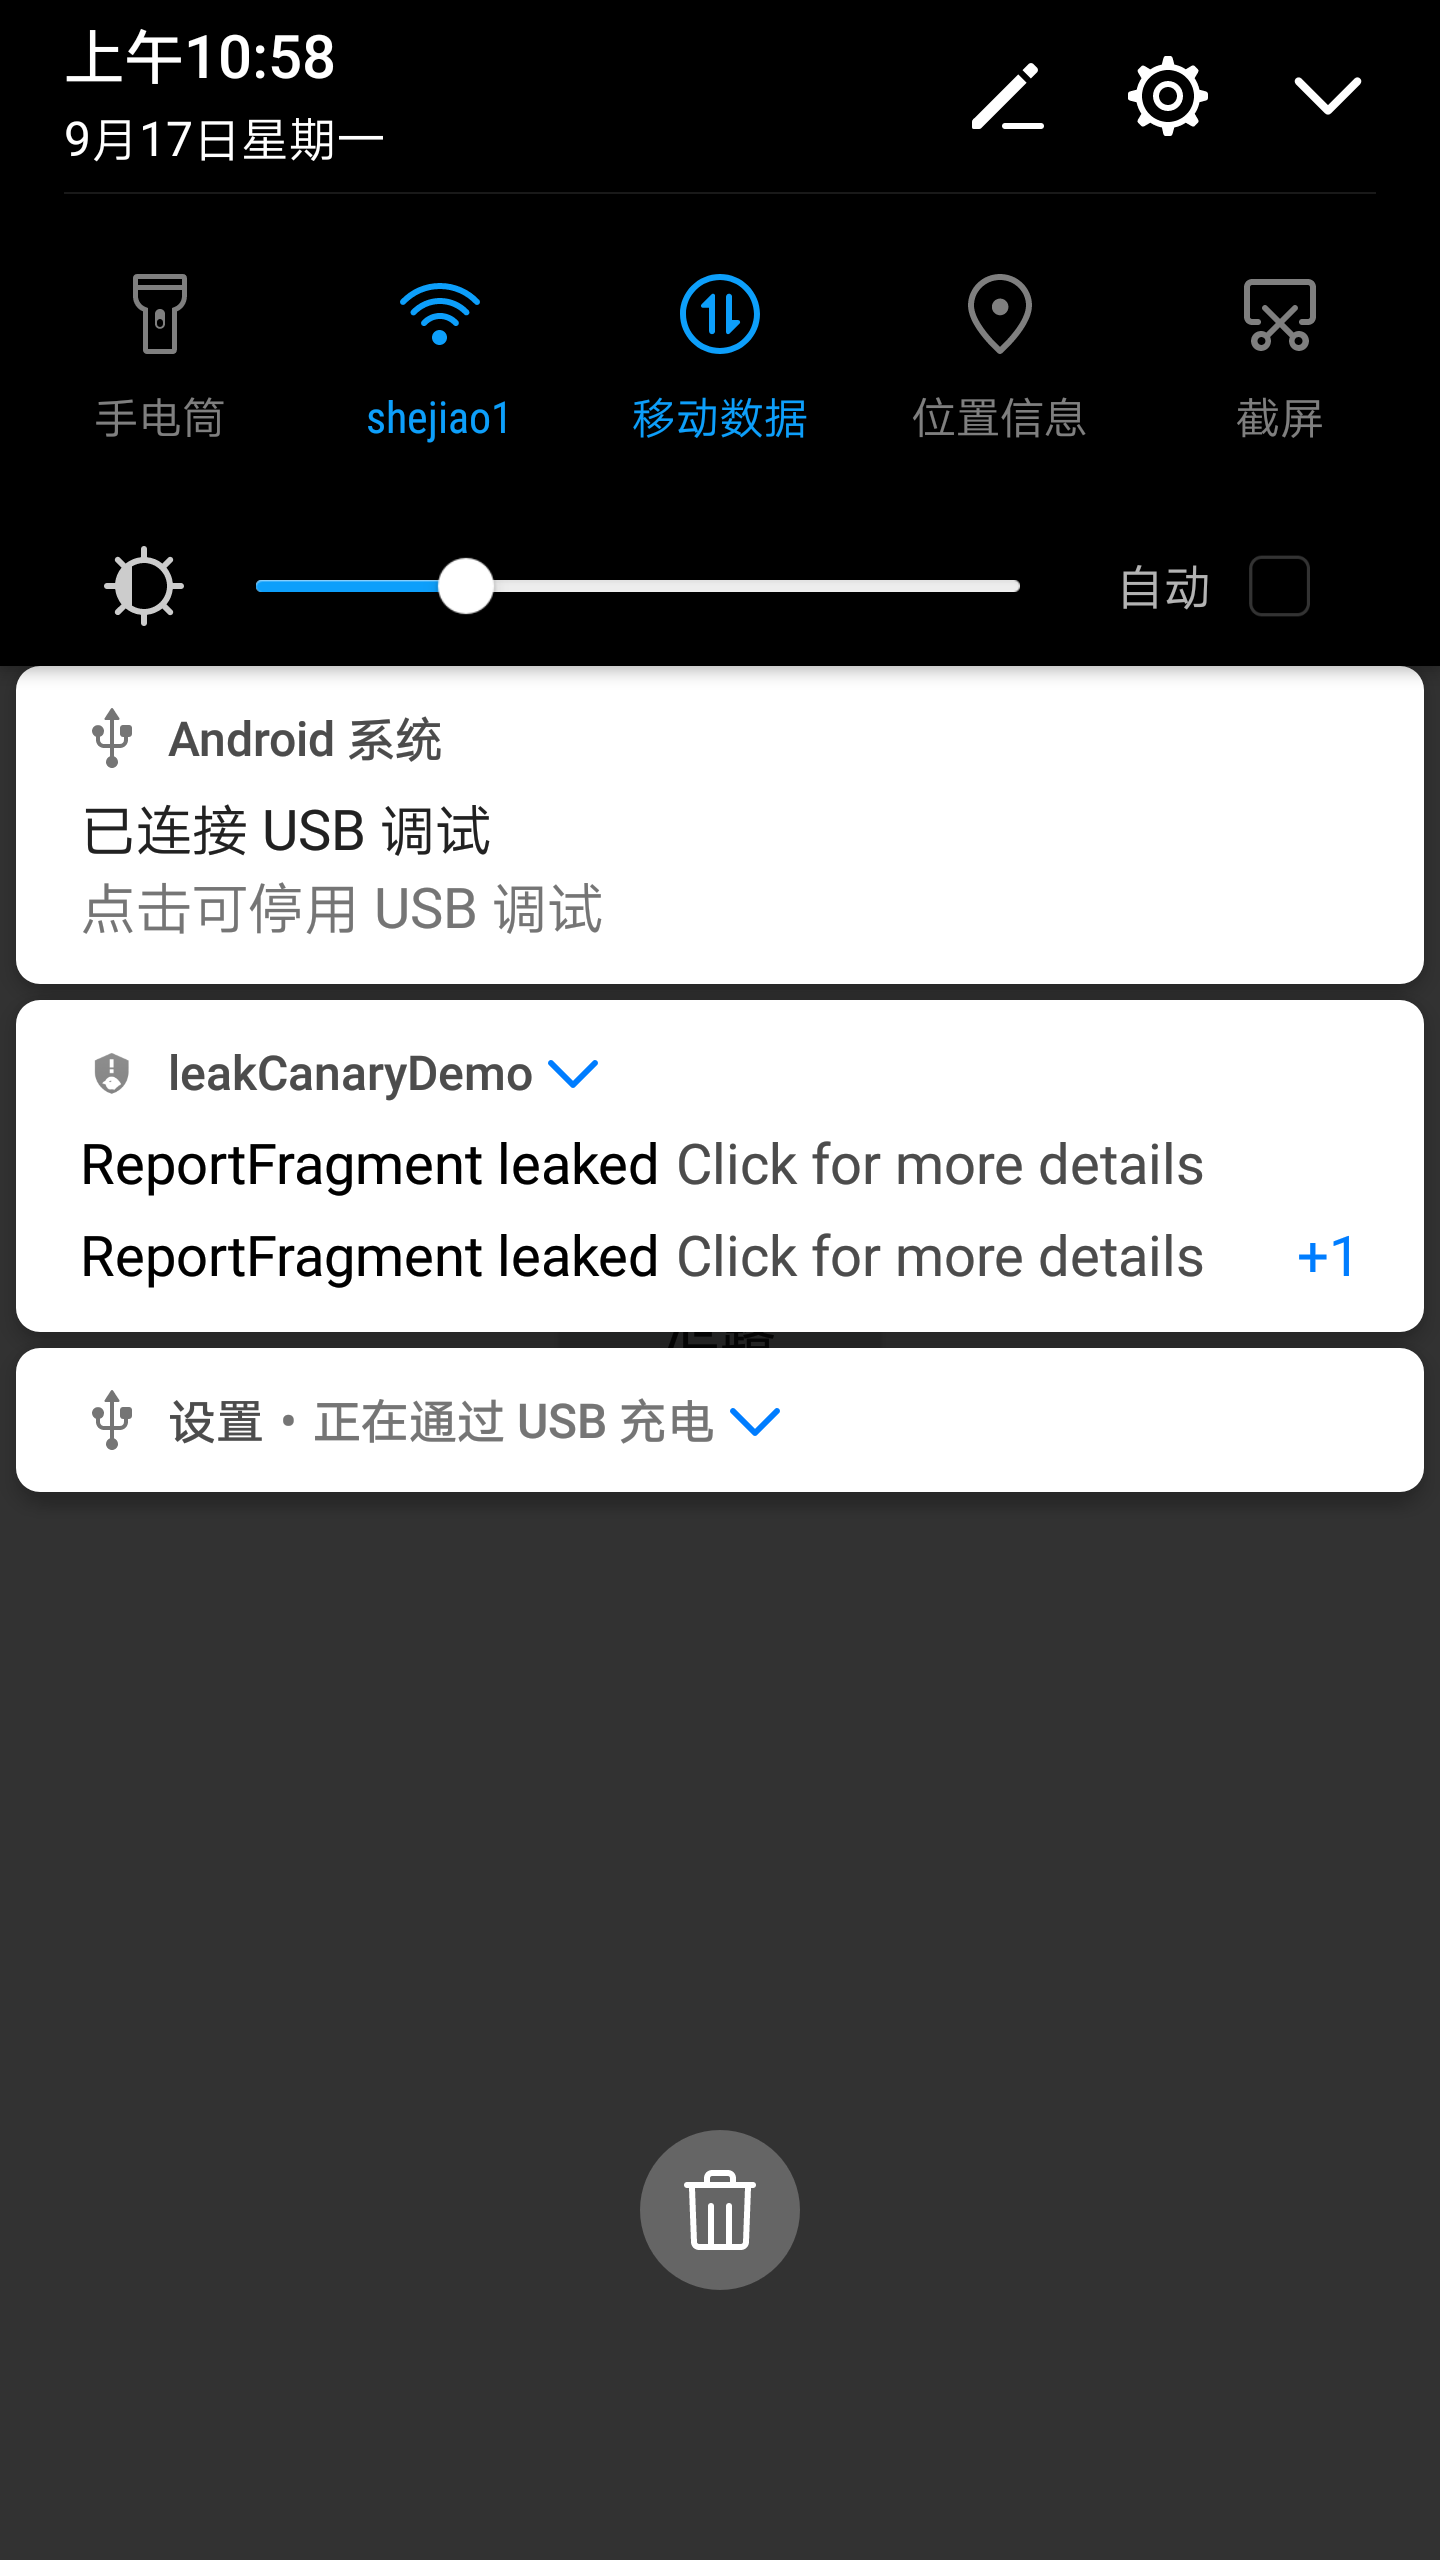 上午10:58
9月17日星期一
手电筒
shejiao1
移动数据
位置信息
截屏
自动
Android 系统
已连接 USB 调试
点击可停用 USB 调试
leakCanaryDemo
ReportFragment leaked Click for more details
ReportFragment leaked Click for more details +1
设置 • 正在通过 USB 充电